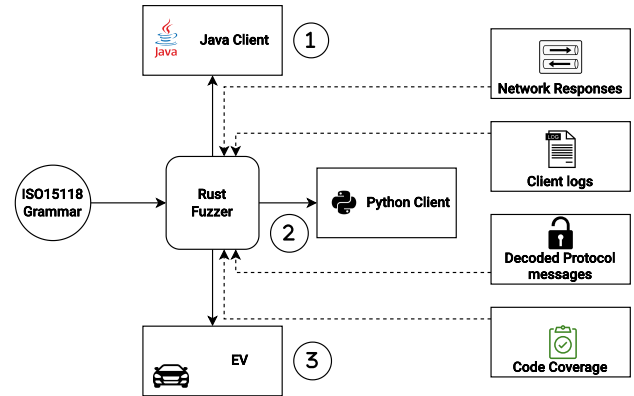 Java
Java Client
1
Network Responses
LOG
Client logs
ISO15118
Grammar
Rust
Fuzzer
Python Client
2
Decoded Protocol
messages
EV
3
Code Coverage